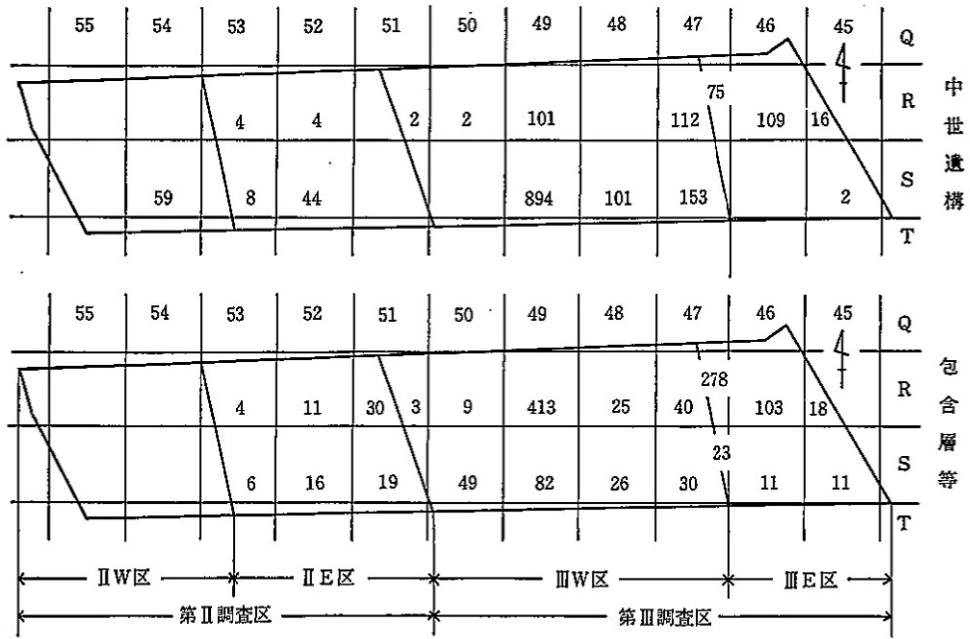 55 54 53 52 51 50 49 48 47 46 45 Q
75
4 4 2 2 101 112 109 16 R
59 8 44 894 101 153 2 S
T
中世遺構
55 54 53 52 51 50 49 48 47 46 45 Q
278
4 11 30 3 9 413 25 40 103 18 R
23
6 16 19 49 82 26 30 11 11 S
T
包含層等
ⅡW区 ⅡE区 ⅢW区 ⅢE区
第Ⅱ調査区 第Ⅲ調査区